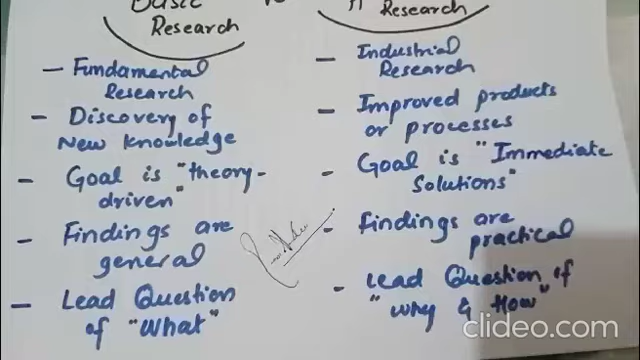 Basic
Research
Research
- Fundamental
Research
- Discovery of
New knowledge
- Goal is "theory-
driven"
- Findings are
general
- Lead Question
of "what"
- Industrial
Research
- Improved products
or processes
- Goal is "Immediate
Solutions"
- findings are
practical
- Lead Question of
"why & How"
clideo.com